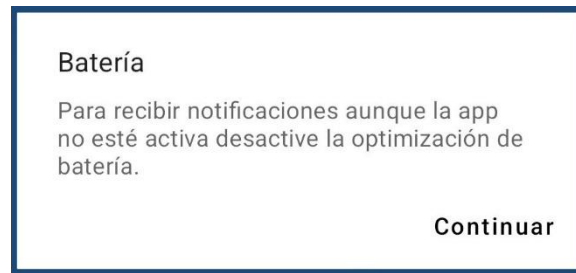 Batería
Para recibir notificaciones aunque la app
no esté activa desactive la optimización de
batería.
Continuar